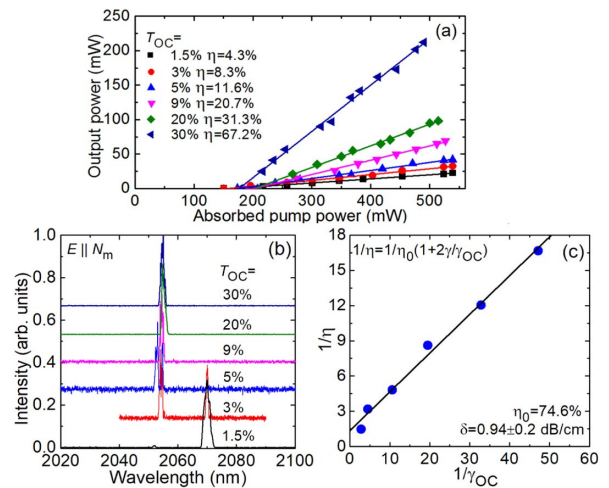 (a)
250
200
150
100
50
0
Output power (mW)
T_OC=
1.5% η=4.3%
3% η=8.3%
5% η=11.6%
9% η=20.7%
20% η=31.3%
30% η=67.2%
0 100 200 300 400 500
Absorbed pump power (mW)
(b)
E || N_m
T_OC=
1.0
0.8
0.6
0.4
0.2
0.0
Intensity (arb. units)
30%
20%
9%
5%
3%
1.5%
2020 2040 2060 2080 2100
Wavelength (nm)
(c)
1/η=1/η₀(1+2γ/γ_OC)
18
15
12
9
6
3
0
1/η
η₀=74.6%
δ=0.94±0.2 dB/cm
0 10 20 30 40 50 60
1/γ_OC